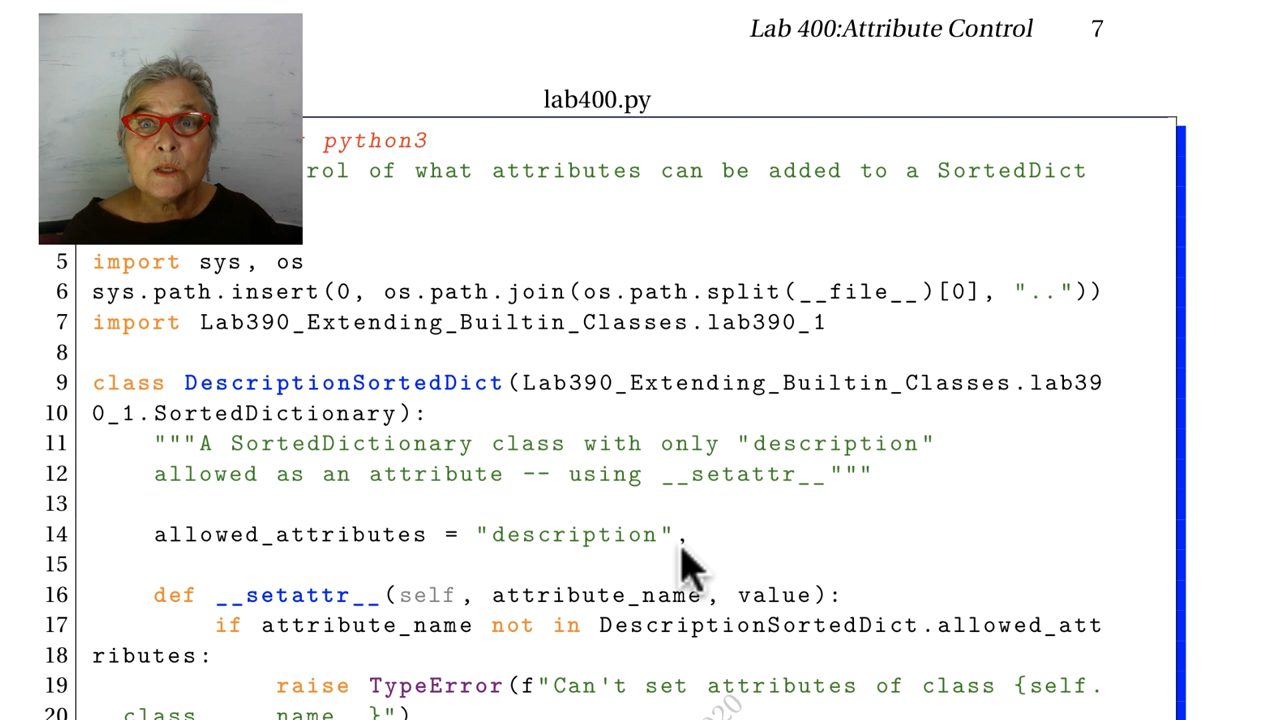 Lab 400:Attribute Control 7
lab400.py
python3
rol of what attributes can be added to a SortedDict
5 import sys, os
6 sys.path.insert(0, os.path.join(os.path.split(__file__)[0], ".."))
7 import Lab390_Extending_Builtin_Classes.lab390_1
8
9 class DescriptionSortedDict(Lab390_Extending_Builtin_Classes.lab39
10 0_1.SortedDictionary):
11 """A SortedDictionary class with only "description"
12 allowed as an attribute -- using __setattr__"""
13
14 allowed_attributes = "description",
15
16 def __setattr__(self, attribute_name, value):
17 if attribute_name not in DescriptionSortedDict.allowed_att
18 ributes:
19 raise TypeError(f"Can't set attributes of class {self.
20 __class__.__name__}")
020